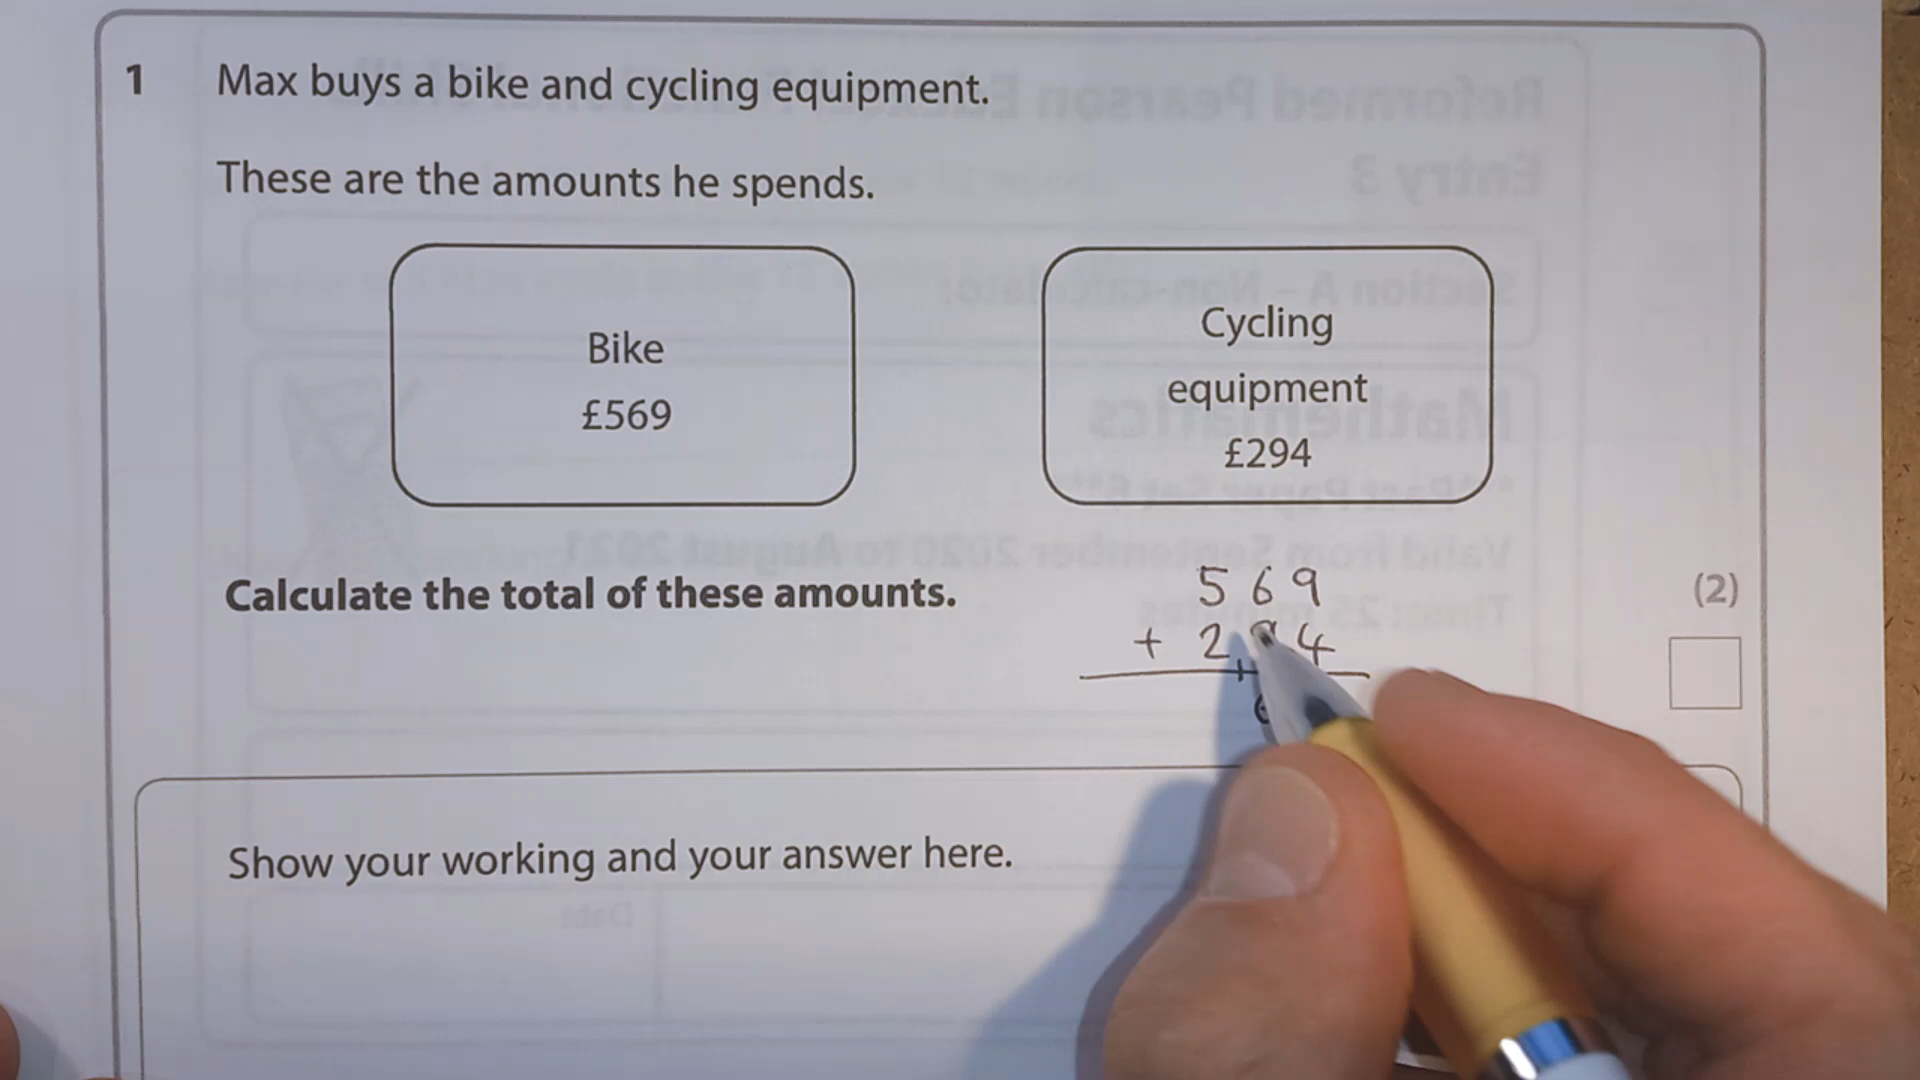 1 Max buys a bike and cycling equipment.
These are the amounts he spends.
Bike
£569
Cycling
equipment
£294
Calculate the total of these amounts.
5 6 9
(2)
+ 2 9 4
Show your working and your answer here.